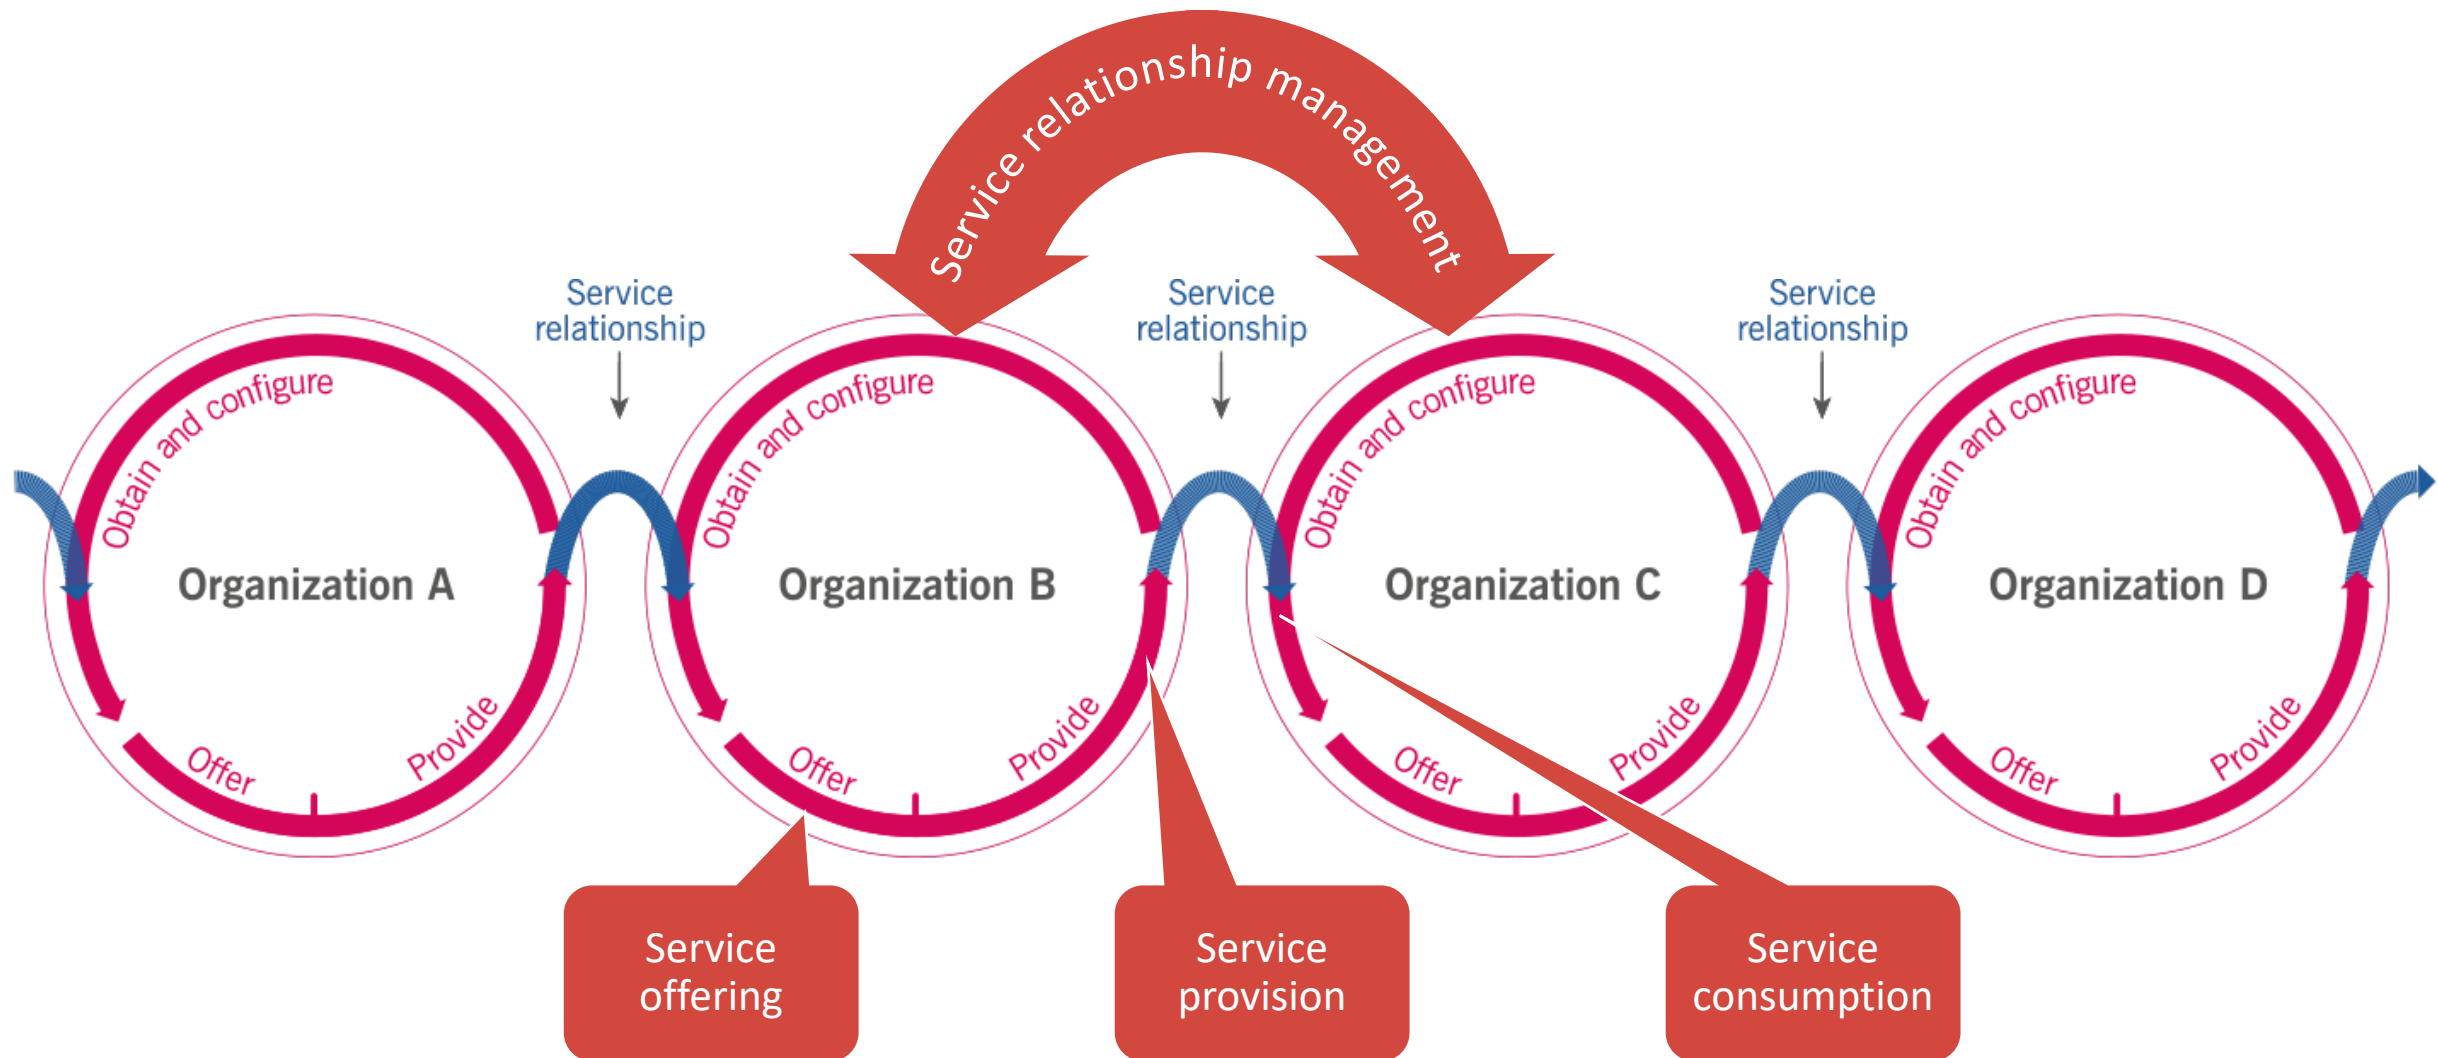 Service relationship management
Service
relationship
Service
relationship
Service
relationship
Obtain and configure
Obtain and configure
Obtain and configure
Obtain and configure
Organization A
Organization B
Organization C
Organization D
Offer
Provide
Offer
Provide
Offer
Provide
Offer
Provide
Service
offering
Service
provision
Service
consumption